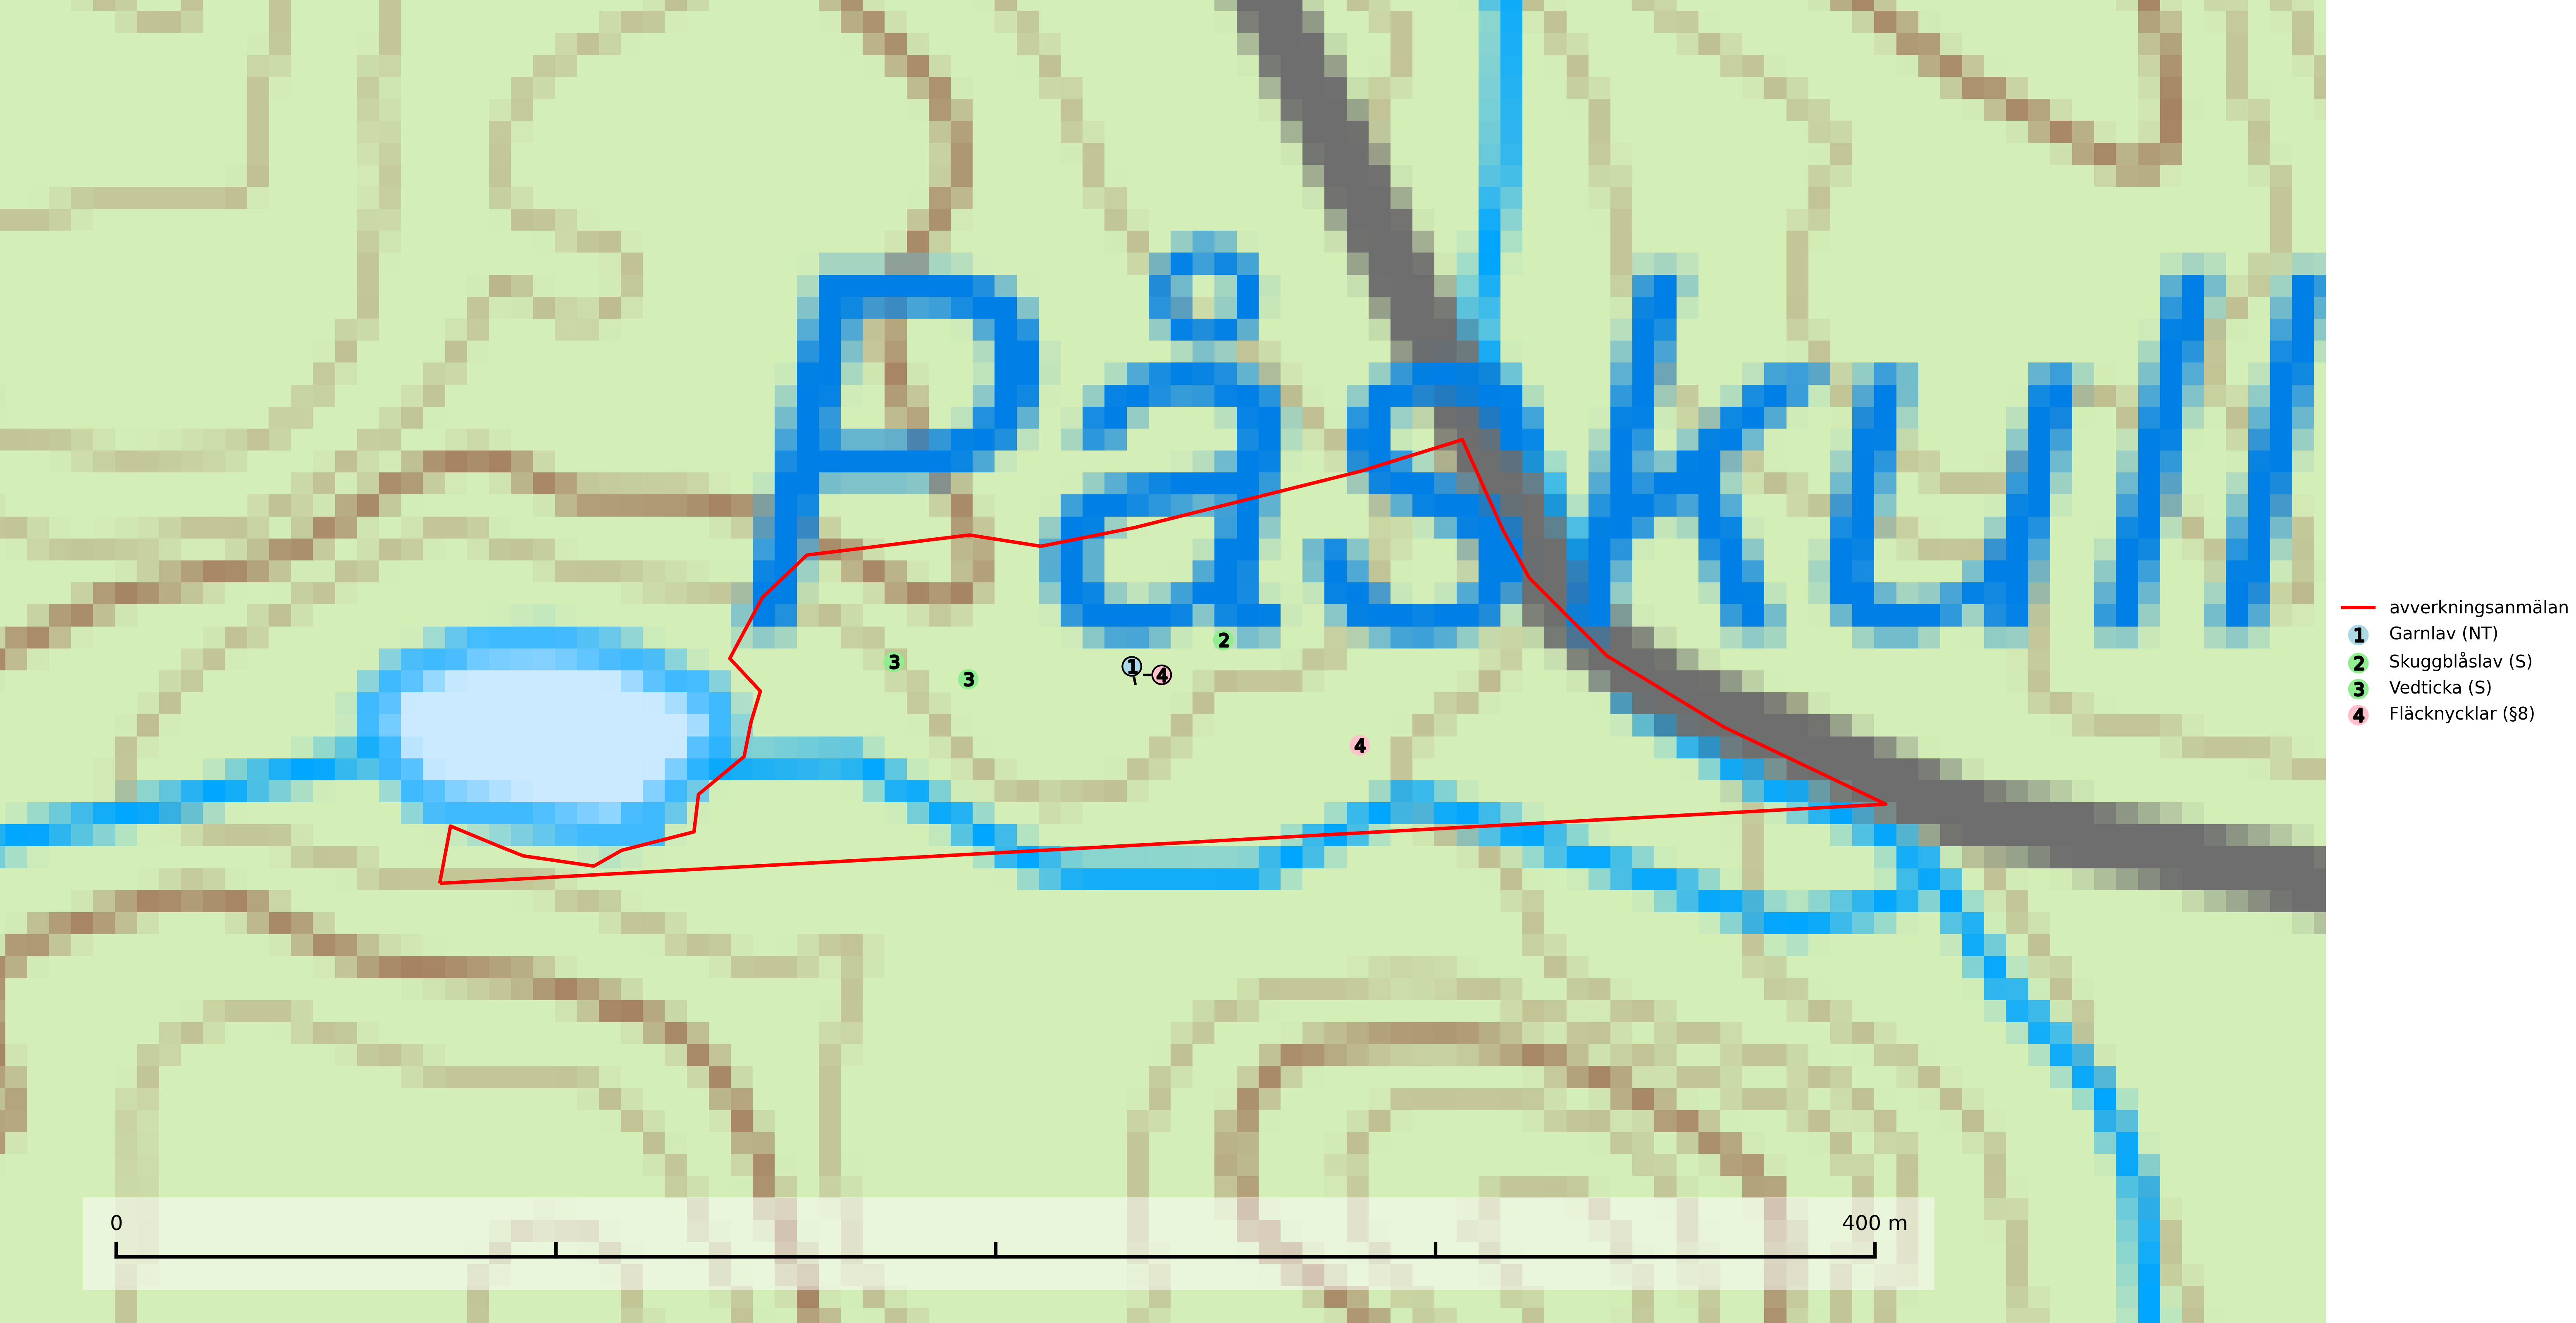 Påskull
3
3
1
4
2
4
0
400 m
avverkningsanmälan
1 Garnlav (NT)
2 Skuggblåslav (S)
3 Vedticka (S)
4 Fläcknycklar (§8)